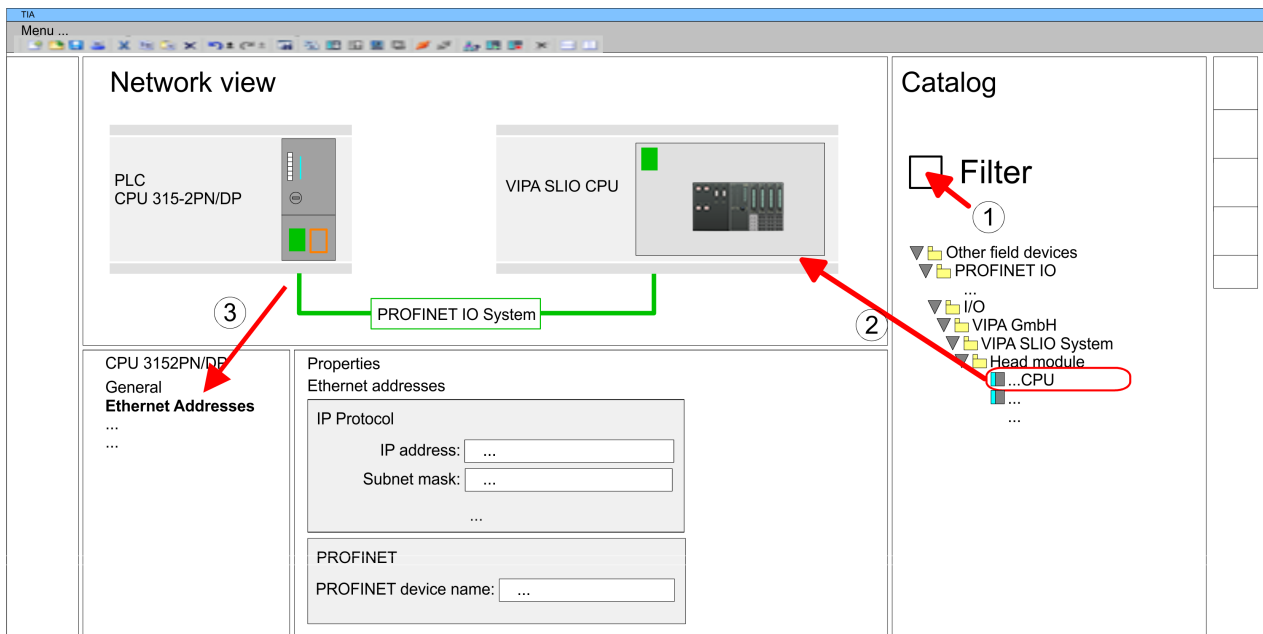 TIA
Menu ...
Network view
PLC
CPU 315-2PN/DP
VIPA SLIO CPU
PROFINET IO System
3
2
Catalog
Filter
1
Other field devices
PROFINET IO
...
I/O
VIPA GmbH
VIPA SLIO System
Head module
...CPU
...
...
CPU 3152PN/DP
General
Ethernet Addresses
...
...
Properties
Ethernet addresses
IP Protocol
IP address: ...
Subnet mask: ...
...
PROFINET
PROFINET device name: ...